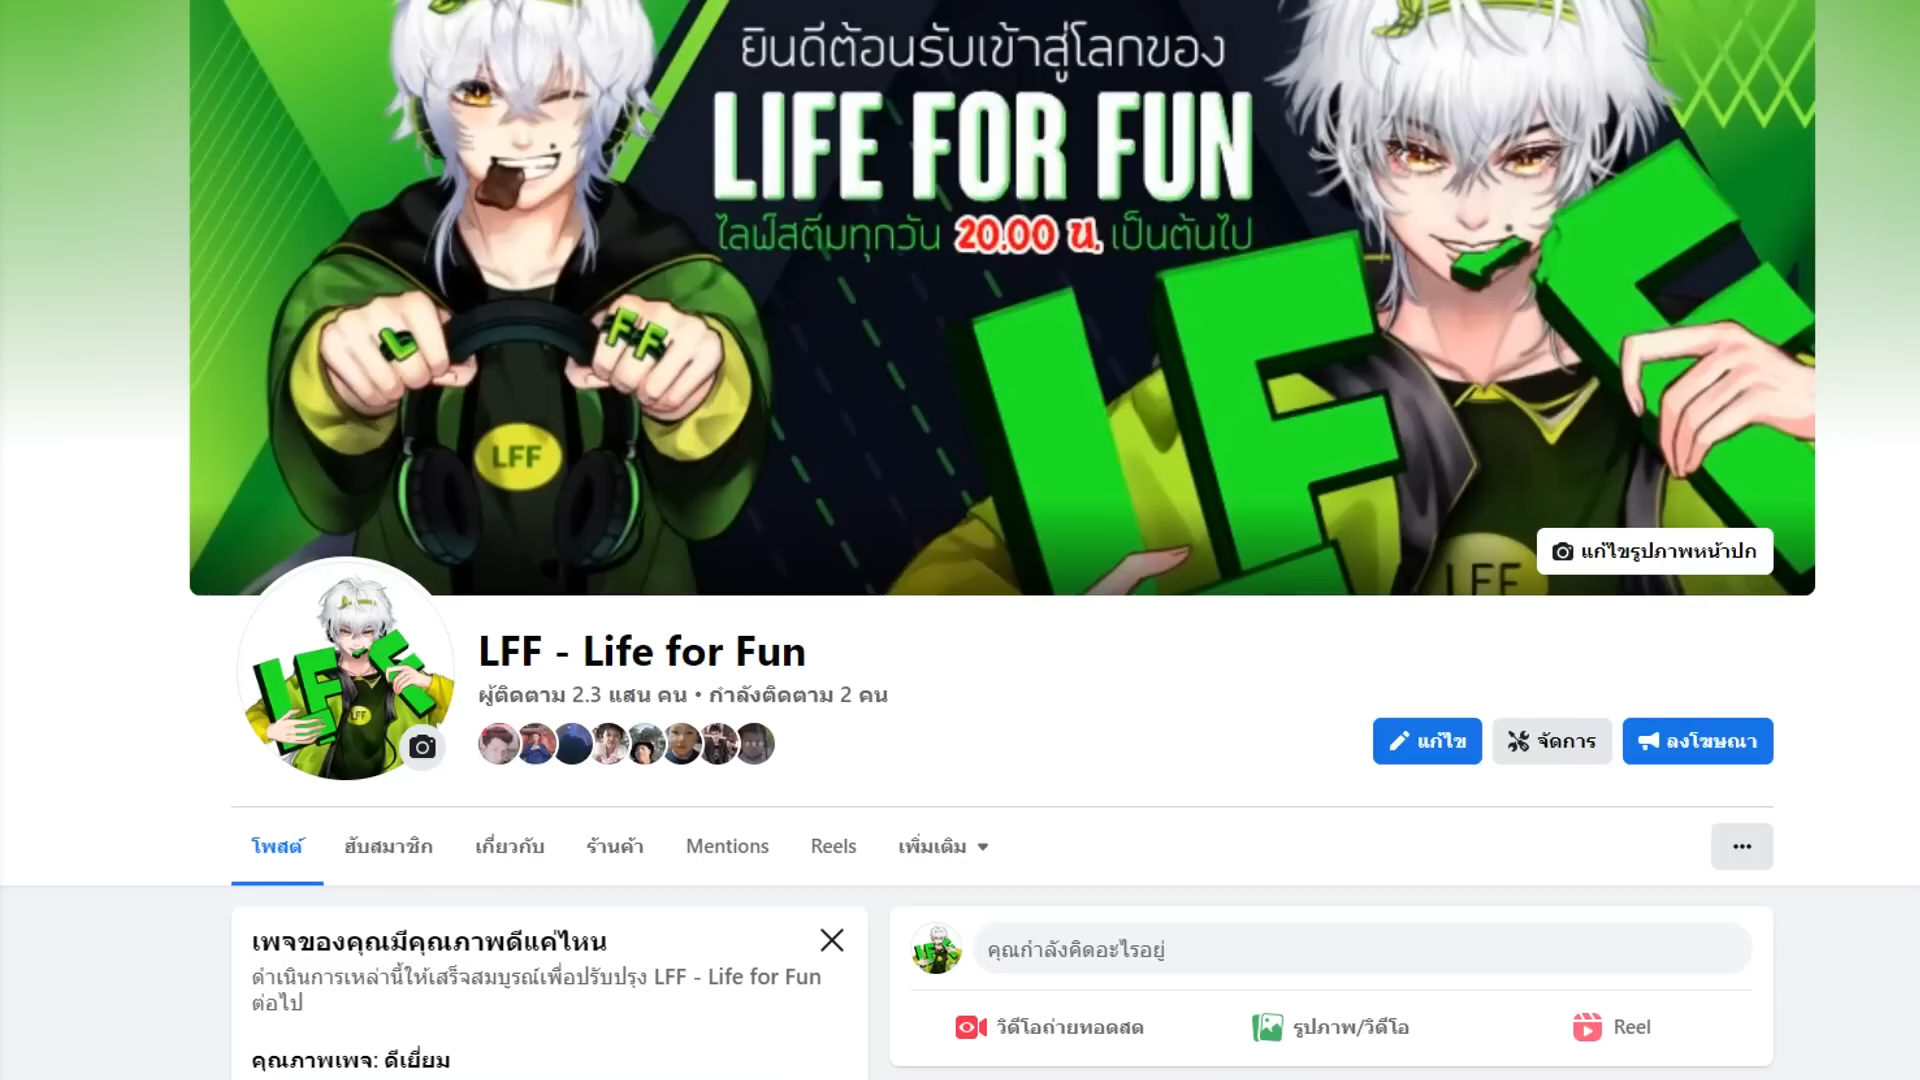 ยินดีต้อนรับเข้าสู่โลกของ
LIFE FOR FUN
ไลฟ์สตีมทุกวัน 20.00 น. เป็นต้นไป
L
FF
LFF
LFF
LFF
แก้ไขรูปภาพหน้าปก
LFF
LFF
LFF - Life for Fun
ผู้ติดตาม 2.3 แสน คน • กำลังติดตาม 2 คน
แก้ไข
จัดการ
ลงโฆษณา
โพสต์
ฮับสมาชิก
เกี่ยวกับ
ร้านค้า
Mentions
Reels
เพิ่มเติม
เพจของคุณมีคุณภาพดีแค่ไหน
ดำเนินการเหล่านี้ให้เสร็จสมบูรณ์เพื่อปรับปรุง LFF - Life for Fun
ต่อไป
คุณภาพเพจ: ดีเยี่ยม
คุณกำลังคิดอะไรอยู่
วิดีโอถ่ายทอดสด
รูปภาพ/วิดีโอ
Reel